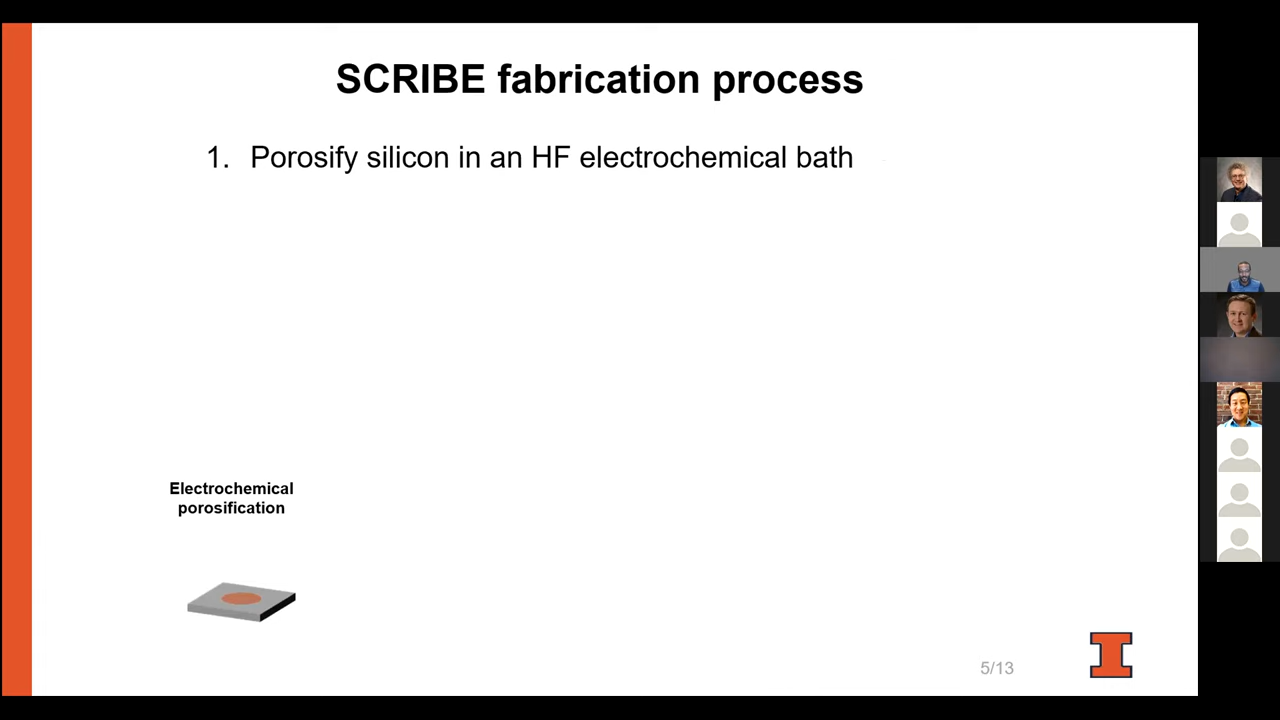 SCRIBE fabrication process
1. Porosify silicon in an HF electrochemical bath
Electrochemical
porosification
5/13